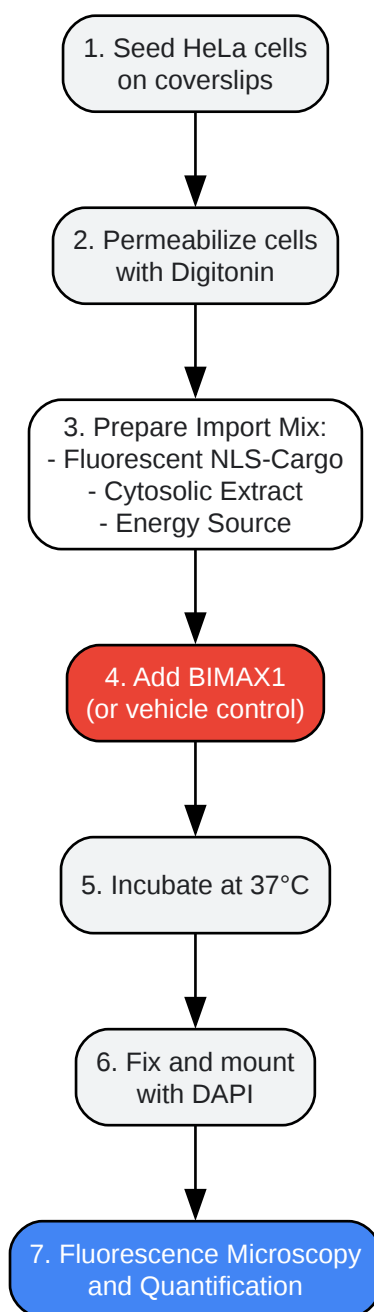 1. Seed HeLa cells
on coverslips
2. Permeabilize cells
with Digitonin
3. Prepare Import Mix:
- Fluorescent NLS-Cargo
- Cytosolic Extract
- Energy Source
4. Add BIMAX1
(or vehicle control)
5. Incubate at 37°C
6. Fix and mount
with DAPI
7. Fluorescence Microscopy
and Quantification